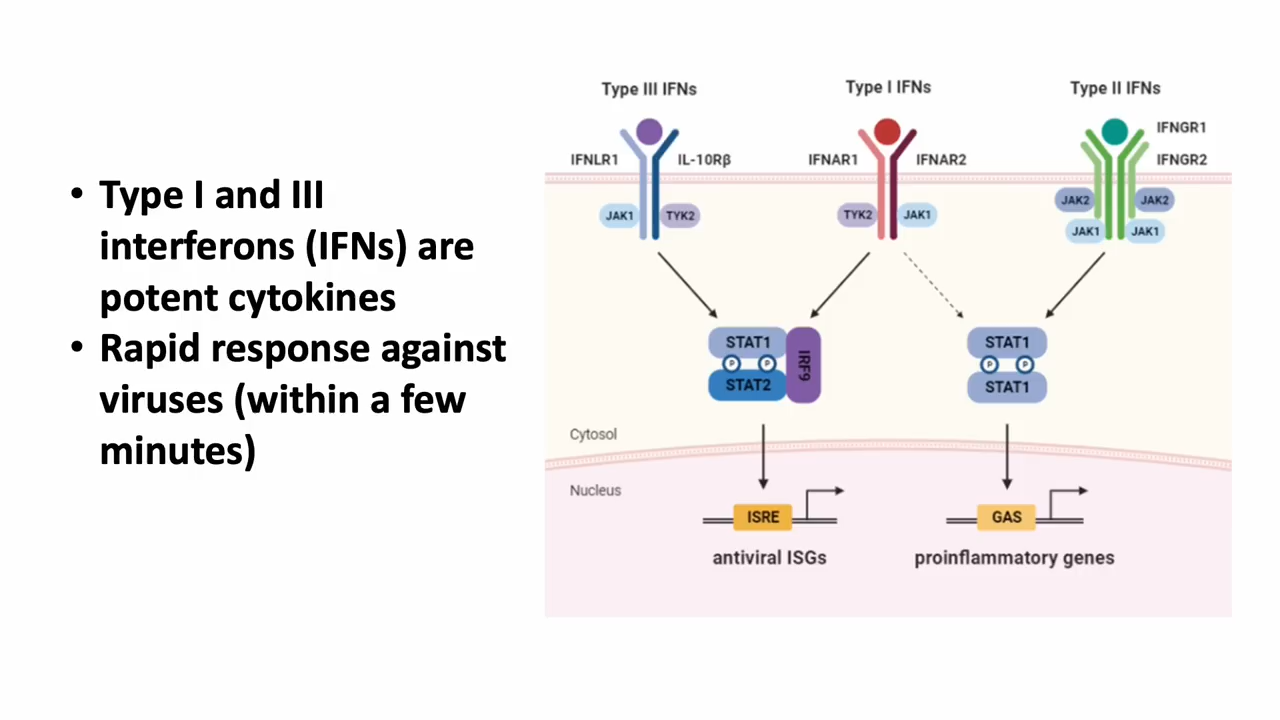 • Type I and III
interferons (IFNs) are
potent cytokines
• Rapid response against
viruses (within a few
minutes)
Type III IFNs
Type I IFNs
Type II IFNs
IFNLR1
IL-10Rβ
IFNAR1
IFNAR2
IFNGR1
IFNGR2
JAK1
TYK2
TYK2
JAK1
JAK2
JAK2
JAK1
JAK1
STAT1
P
P
STAT2
IRF9
STAT1
P
P
STAT1
Cytosol
Nucleus
ISRE
GAS
antiviral ISGs
proinflammatory genes